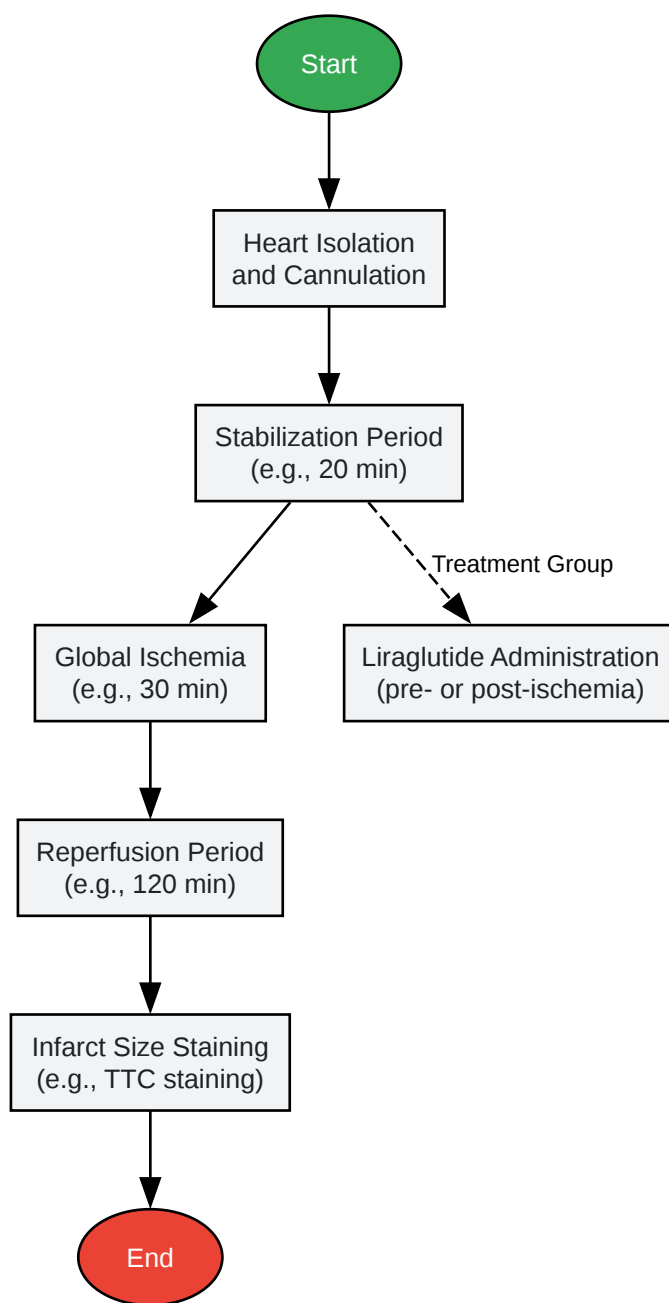 Start
Heart Isolation
and Cannulation
Stabilization Period
(e.g., 20 min)
Treatment Group
Global Ischemia
(e.g., 30 min)
Liraglutide Administration
(pre- or post-ischemia)
Reperfusion Period
(e.g., 120 min)
Infarct Size Staining
(e.g., TTC staining)
End